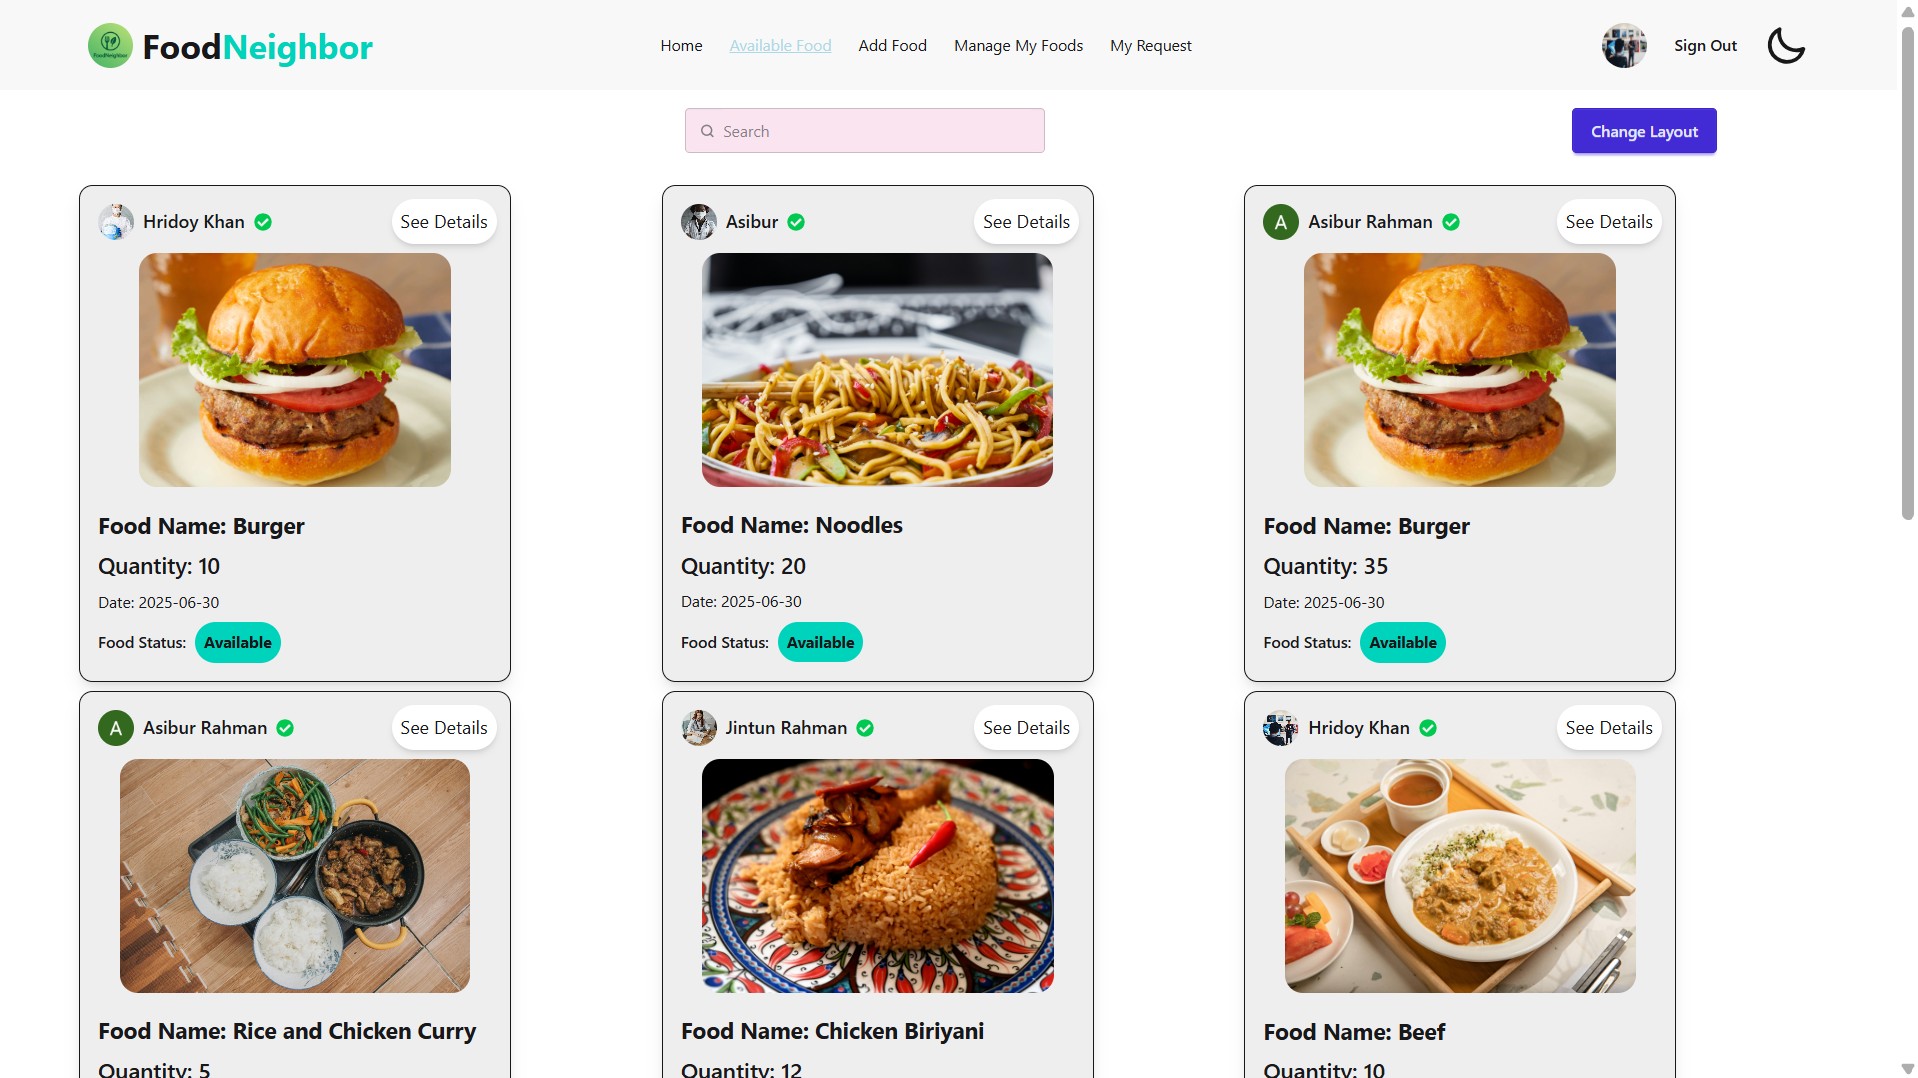 FoodNeighbor
Home Available Food Add Food Manage My Foods My Request
Sign Out
Search
Change Layout
Hridoy Khan
See Details
Food Name: Burger
Quantity: 10
Date: 2025-06-30
Food Status: Available
Asibur
See Details
Food Name: Noodles
Quantity: 20
Date: 2025-06-30
Food Status: Available
A
Asibur Rahman
See Details
Food Name: Burger
Quantity: 35
Date: 2025-06-30
Food Status: Available
A
Asibur Rahman
See Details
Food Name: Rice and Chicken Curry
Quantity: 5
Jintun Rahman
See Details
Food Name: Chicken Biriyani
Quantity: 12
Hridoy Khan
See Details
Food Name: Beef
Quantity: 10